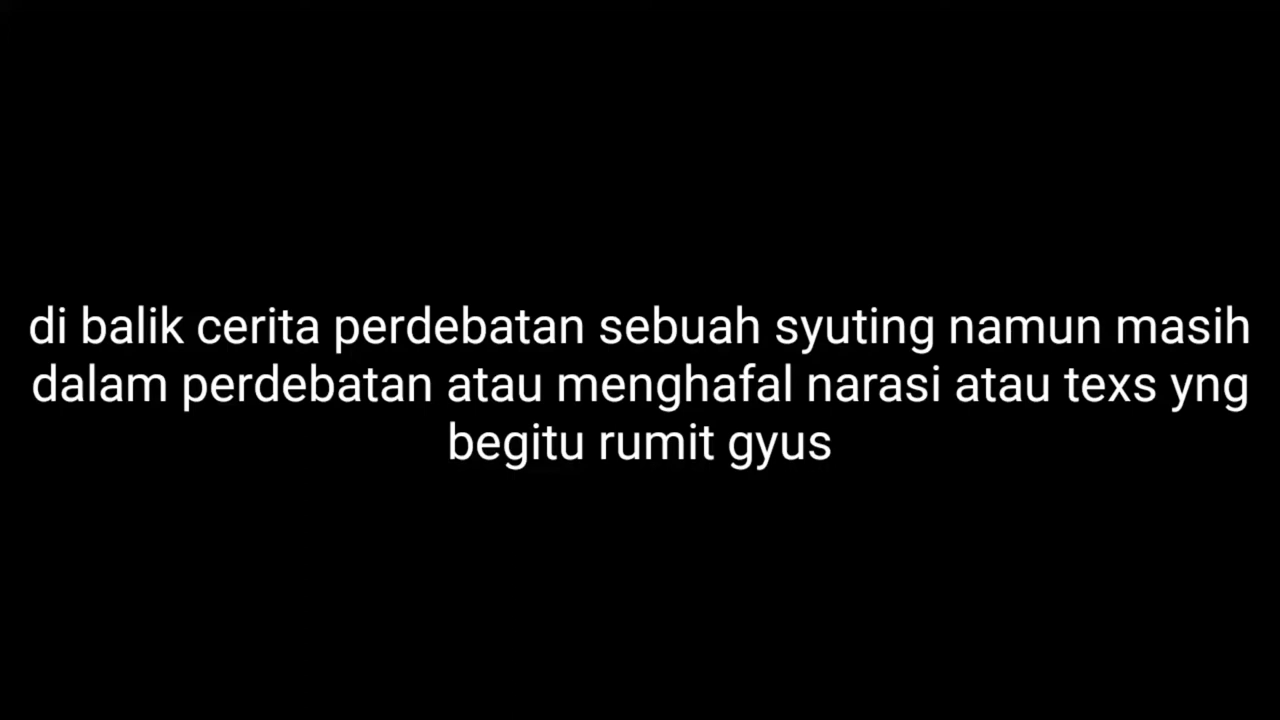 di balik cerita perdebatan sebuah syuting namun masih
dalam perdebatan atau menghafal narasi atau texs yng
begitu rumit gyus